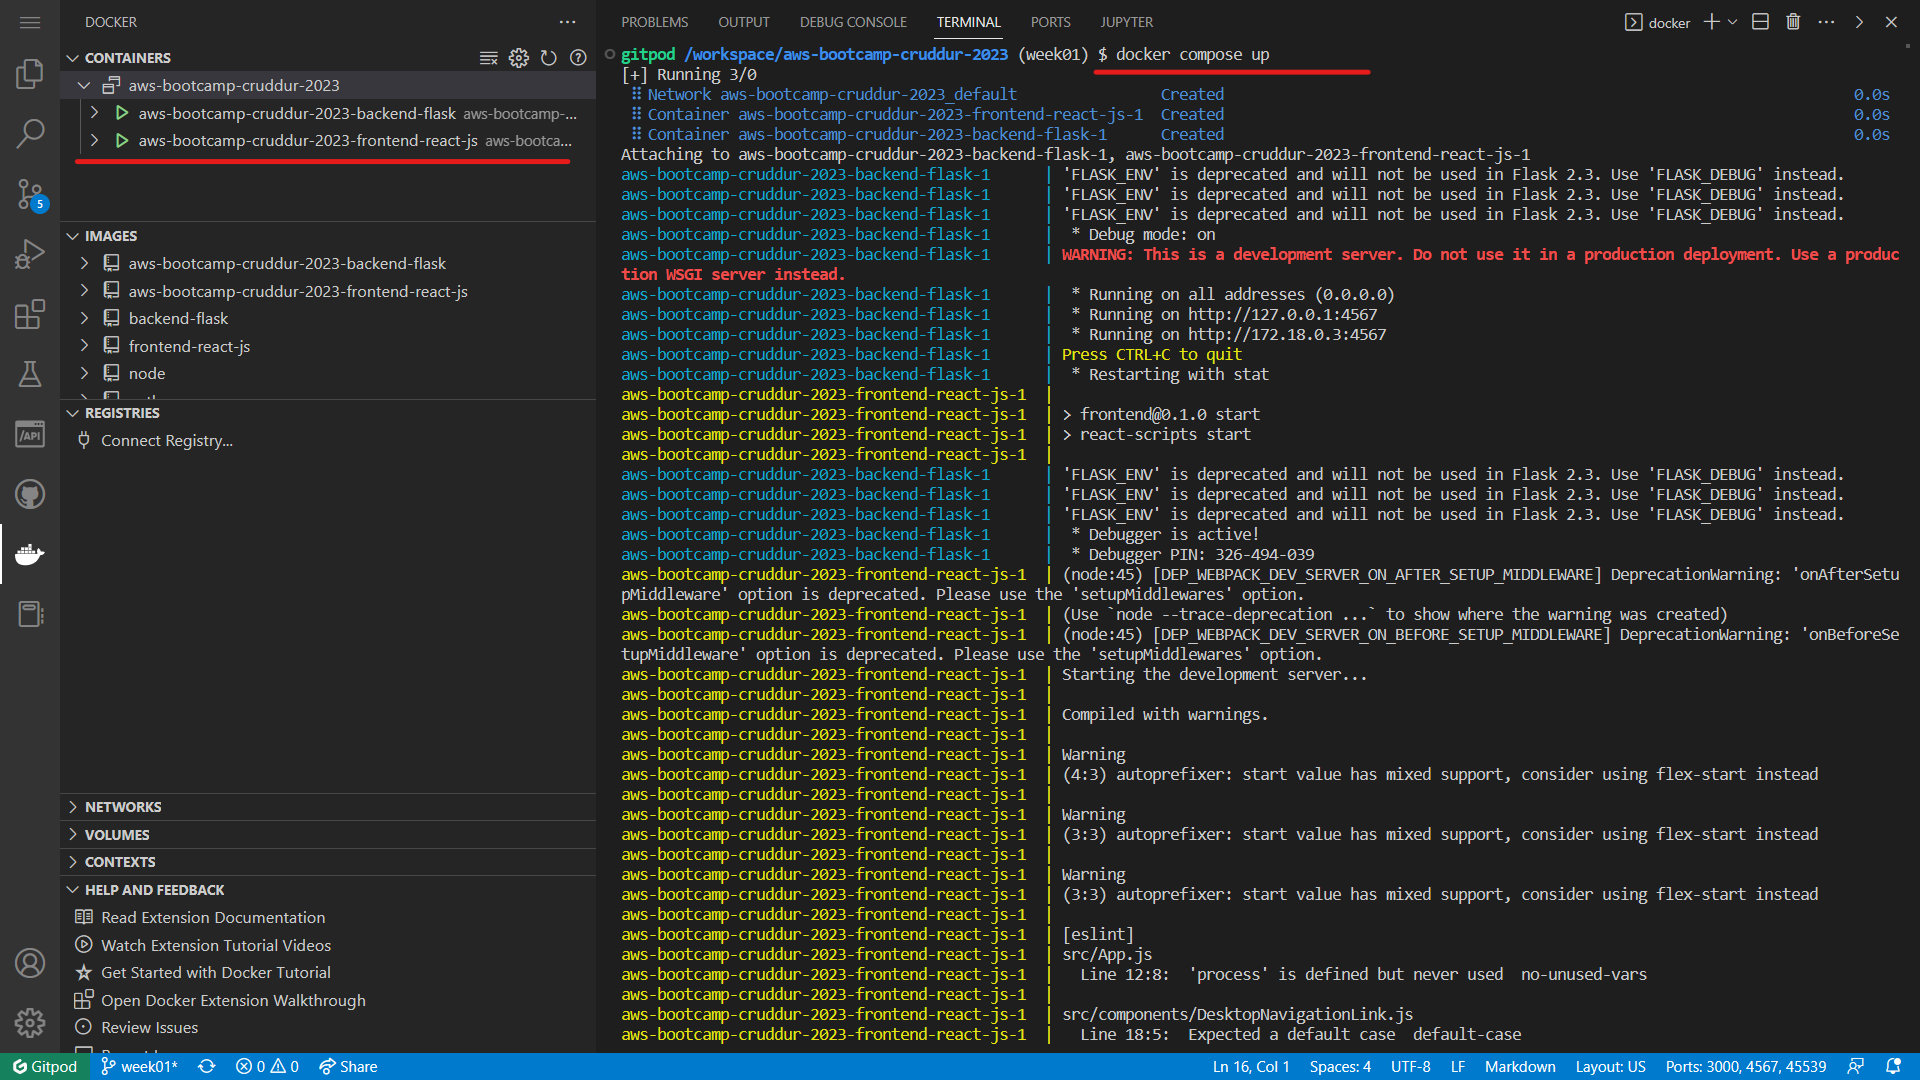 DOCKER
CONTAINERS
aws-bootcamp-cruddur-2023
aws-bootcamp-cruddur-2023-backend-flask aws-bootcamp-...
aws-bootcamp-cruddur-2023-frontend-react-js aws-bootca...
5
IMAGES
aws-bootcamp-cruddur-2023-backend-flask
aws-bootcamp-cruddur-2023-frontend-react-js
backend-flask
frontend-react-js
node
REGISTRIES
Connect Registry...
/API
NETWORKS
VOLUMES
CONTEXTS
HELP AND FEEDBACK
Read Extension Documentation
Watch Extension Tutorial Videos
Get Started with Docker Tutorial
Open Docker Extension Walkthrough
Review Issues
PROBLEMS OUTPUT DEBUG CONSOLE TERMINAL PORTS JUPYTER
docker
gitpod /workspace/aws-bootcamp-cruddur-2023 (week01) $ docker compose up
[+] Running 3/0
Network aws-bootcamp-cruddur-2023_default Created 0.0s
Container aws-bootcamp-cruddur-2023-frontend-react-js-1 Created 0.0s
Container aws-bootcamp-cruddur-2023-backend-flask-1 Created 0.0s
Attaching to aws-bootcamp-cruddur-2023-backend-flask-1, aws-bootcamp-cruddur-2023-frontend-react-js-1
aws-bootcamp-cruddur-2023-backend-flask-1 | 'FLASK_ENV' is deprecated and will not be used in Flask 2.3. Use 'FLASK_DEBUG' instead.
aws-bootcamp-cruddur-2023-backend-flask-1 | 'FLASK_ENV' is deprecated and will not be used in Flask 2.3. Use 'FLASK_DEBUG' instead.
aws-bootcamp-cruddur-2023-backend-flask-1 | 'FLASK_ENV' is deprecated and will not be used in Flask 2.3. Use 'FLASK_DEBUG' instead.
aws-bootcamp-cruddur-2023-backend-flask-1 | * Debug mode: on
aws-bootcamp-cruddur-2023-backend-flask-1 | WARNING: This is a development server. Do not use it in a production deployment. Use a produc
tion WSGI server instead.
aws-bootcamp-cruddur-2023-backend-flask-1 | * Running on all addresses (0.0.0.0)
aws-bootcamp-cruddur-2023-backend-flask-1 | * Running on http://127.0.0.1:4567
aws-bootcamp-cruddur-2023-backend-flask-1 | * Running on http://172.18.0.3:4567
aws-bootcamp-cruddur-2023-backend-flask-1 | Press CTRL+C to quit
aws-bootcamp-cruddur-2023-backend-flask-1 | * Restarting with stat
aws-bootcamp-cruddur-2023-frontend-react-js-1 |
aws-bootcamp-cruddur-2023-frontend-react-js-1 | > frontend@0.1.0 start
aws-bootcamp-cruddur-2023-frontend-react-js-1 | > react-scripts start
aws-bootcamp-cruddur-2023-frontend-react-js-1 |
aws-bootcamp-cruddur-2023-backend-flask-1 | 'FLASK_ENV' is deprecated and will not be used in Flask 2.3. Use 'FLASK_DEBUG' instead.
aws-bootcamp-cruddur-2023-backend-flask-1 | 'FLASK_ENV' is deprecated and will not be used in Flask 2.3. Use 'FLASK_DEBUG' instead.
aws-bootcamp-cruddur-2023-backend-flask-1 | 'FLASK_ENV' is deprecated and will not be used in Flask 2.3. Use 'FLASK_DEBUG' instead.
aws-bootcamp-cruddur-2023-backend-flask-1 | * Debugger is active!
aws-bootcamp-cruddur-2023-backend-flask-1 | * Debugger PIN: 326-494-039
aws-bootcamp-cruddur-2023-frontend-react-js-1 | (node:45) [DEP_WEBPACK_DEV_SERVER_ON_AFTER_SETUP_MIDDLEWARE] DeprecationWarning: 'onAfterSetu
pMiddleware' option is deprecated. Please use the 'setupMiddlewares' option.
aws-bootcamp-cruddur-2023-frontend-react-js-1 | (Use `node --trace-deprecation ...` to show where the warning was created)
aws-bootcamp-cruddur-2023-frontend-react-js-1 | (node:45) [DEP_WEBPACK_DEV_SERVER_ON_BEFORE_SETUP_MIDDLEWARE] DeprecationWarning: 'onBeforeSe
tupMiddleware' option is deprecated. Please use the 'setupMiddlewares' option.
aws-bootcamp-cruddur-2023-frontend-react-js-1 | Starting the development server...
aws-bootcamp-cruddur-2023-frontend-react-js-1 |
aws-bootcamp-cruddur-2023-frontend-react-js-1 | Compiled with warnings.
aws-bootcamp-cruddur-2023-frontend-react-js-1 |
aws-bootcamp-cruddur-2023-frontend-react-js-1 | Warning
aws-bootcamp-cruddur-2023-frontend-react-js-1 | (4:3) autoprefixer: start value has mixed support, consider using flex-start instead
aws-bootcamp-cruddur-2023-frontend-react-js-1 |
aws-bootcamp-cruddur-2023-frontend-react-js-1 | Warning
aws-bootcamp-cruddur-2023-frontend-react-js-1 | (3:3) autoprefixer: start value has mixed support, consider using flex-start instead
aws-bootcamp-cruddur-2023-frontend-react-js-1 |
aws-bootcamp-cruddur-2023-frontend-react-js-1 | Warning
aws-bootcamp-cruddur-2023-frontend-react-js-1 | (3:3) autoprefixer: start value has mixed support, consider using flex-start instead
aws-bootcamp-cruddur-2023-frontend-react-js-1 |
aws-bootcamp-cruddur-2023-frontend-react-js-1 | [eslint]
aws-bootcamp-cruddur-2023-frontend-react-js-1 | src/App.js
aws-bootcamp-cruddur-2023-frontend-react-js-1 | Line 12:8: 'process' is defined but never used no-unused-vars
aws-bootcamp-cruddur-2023-frontend-react-js-1 |
aws-bootcamp-cruddur-2023-frontend-react-js-1 | src/components/DesktopNavigationLink.js
aws-bootcamp-cruddur-2023-frontend-react-js-1 | Line 18:5: Expected a default case default-case
Gitpod week01* 0 0 Share Ln 16, Col 1 Spaces: 4 UTF-8 LF Markdown Layout: US Ports: 3000, 4567, 45539